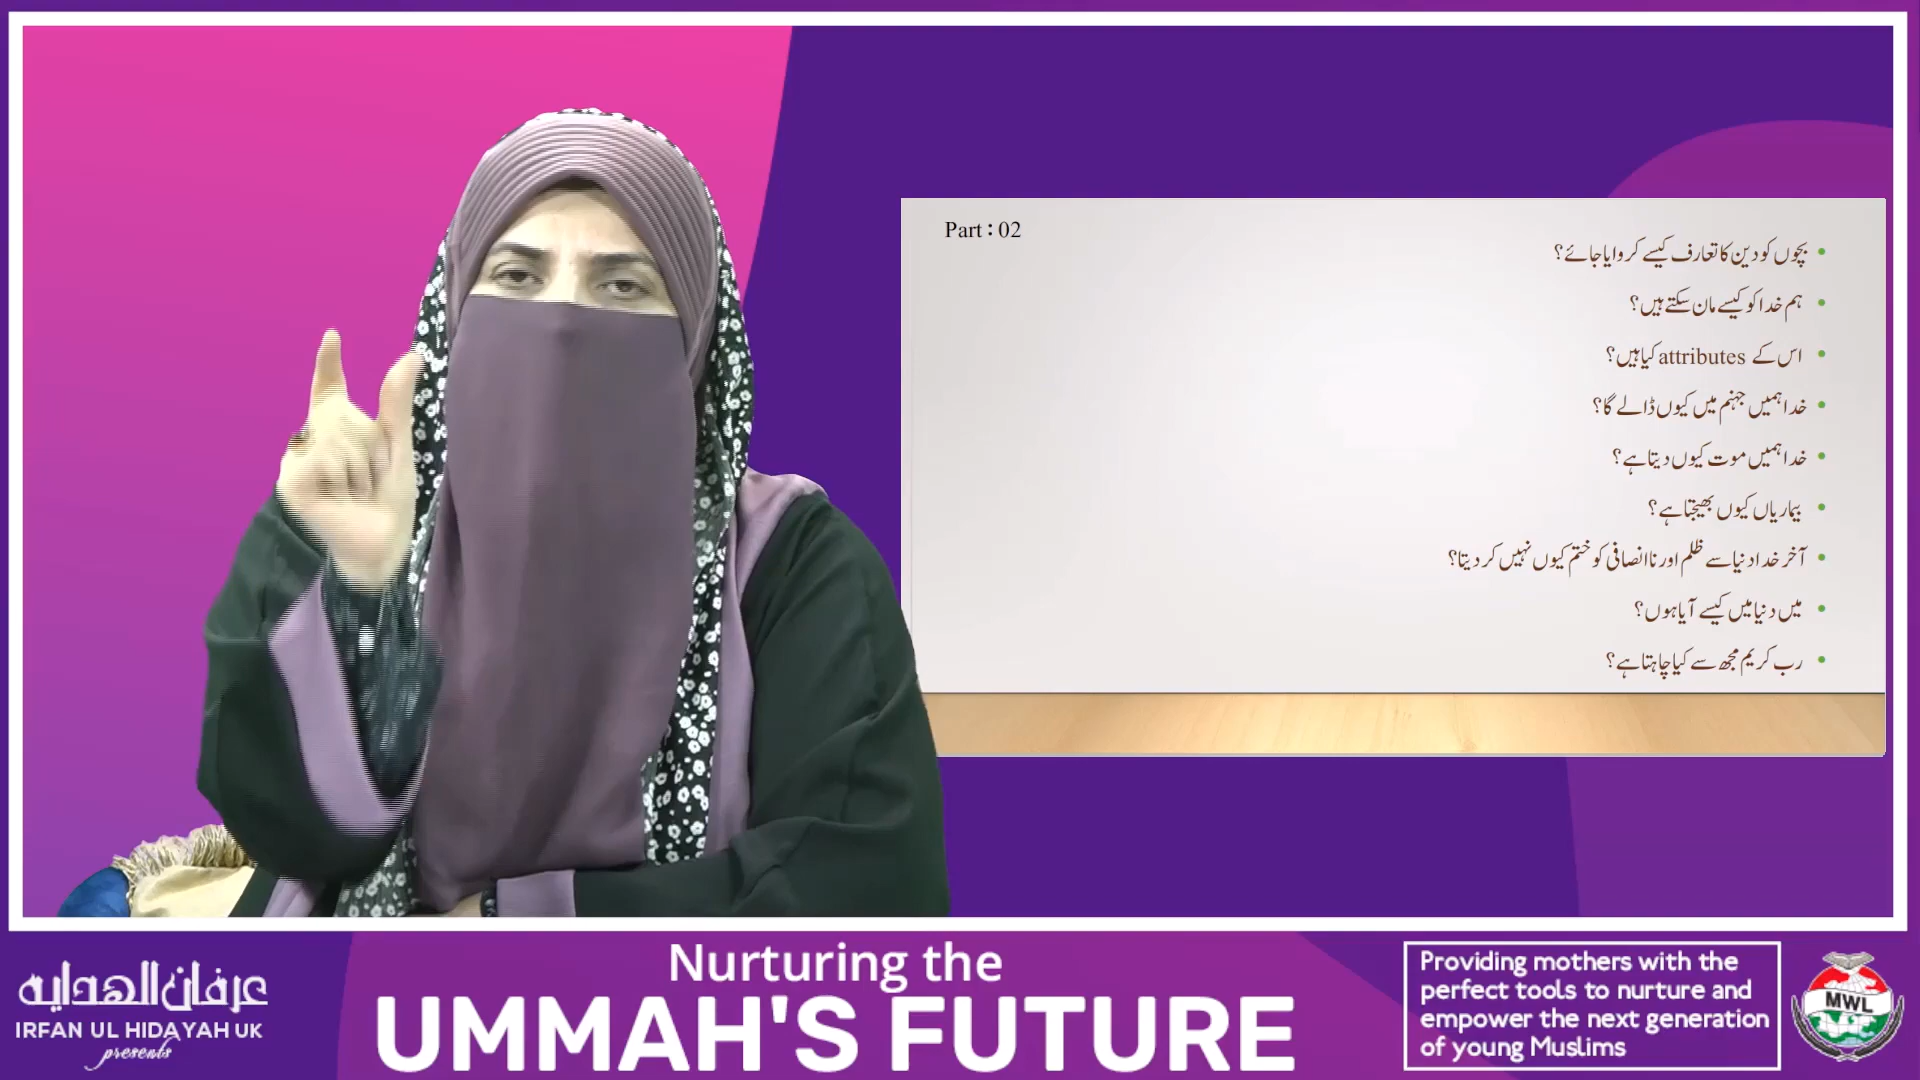 Part : 02
بچوں کو دین کا تعارف کیسے کروایا جائے؟
ہم خدا کو کیسے مان سکتے ہیں؟
اس کے attributes کیا ہیں؟
خدا ہمیں جہنم میں کیوں ڈالے گا؟
خدا ہمیں موت کیوں دیتا ہے؟
بیماریاں کیوں بھیجتا ہے؟
آخر خدا دنیا سے ظلم اور ناانصافی کو ختم کیوں نہیں کر دیتا؟
میں دنیا میں کیسے آیا ہوں؟
رب کریم مجھ سے کیا چاہتا ہے؟
عرفان الهدايه
IRFAN UL HIDAYAH UK
presents
Nurturing the
UMMAH'S FUTURE
Providing mothers with the
perfect tools to nurture and
empower the next generation
of young Muslims
MWL